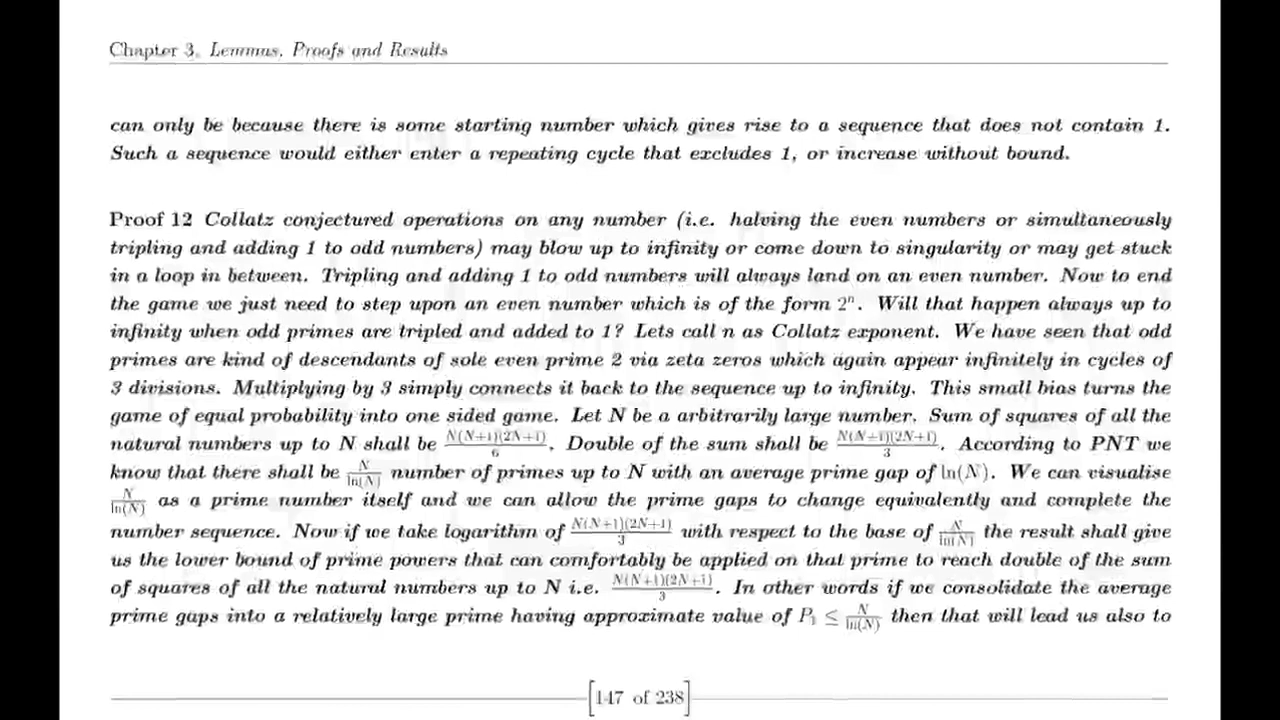 Chapter 3. Lemmas, Proofs and Results
can only be because there is some starting number which gives rise to a sequence that does not contain 1.
Such a sequence would either enter a repeating cycle that excludes 1, or increase without bound.
Proof 12 Collatz conjectured operations on any number (i.e. halving the even numbers or simultaneously
tripling and adding 1 to odd numbers) may blow up to infinity or come down to singularity or may get stuck
in a loop in between. Tripling and adding 1 to odd numbers will always land on an even number. Now to end
the game we just need to step upon an even number which is of the form 2^n. Will that happen always up to
infinity when odd primes are tripled and added to 1? Lets call n as Collatz exponent. We have seen that odd
primes are kind of descendants of sole even prime 2 via zeta zeros which again appear infinitely in cycles of
3 divisions. Multiplying by 3 simply connects it back to the sequence up to infinity. This small bias turns the
game of equal probability into one sided game. Let N be a arbitrarily large number. Sum of squares of all the
natural numbers up to N shall be N(N+1)(2N+1)/6. Double of the sum shall be N(N+1)(2N+1)/3. According to PNT we
know that there shall be N/ln(N) number of primes up to N with an average prime gap of ln(N). We can visualise
N/ln(N) as a prime number itself and we can allow the prime gaps to change equivalently and complete the
number sequence. Now if we take logarithm of N(N+1)(2N+1)/3 with respect to the base of N/ln(N) the result shall give
us the lower bound of prime powers that can comfortably be applied on that prime to reach double of the sum
of squares of all the natural numbers up to N i.e. N(N+1)(2N+1)/3. In other words if we consolidate the average
prime gaps into a relatively large prime having approximate value of P₁ ≤ N/ln(N) then that will lead us also to
[147 of 238]